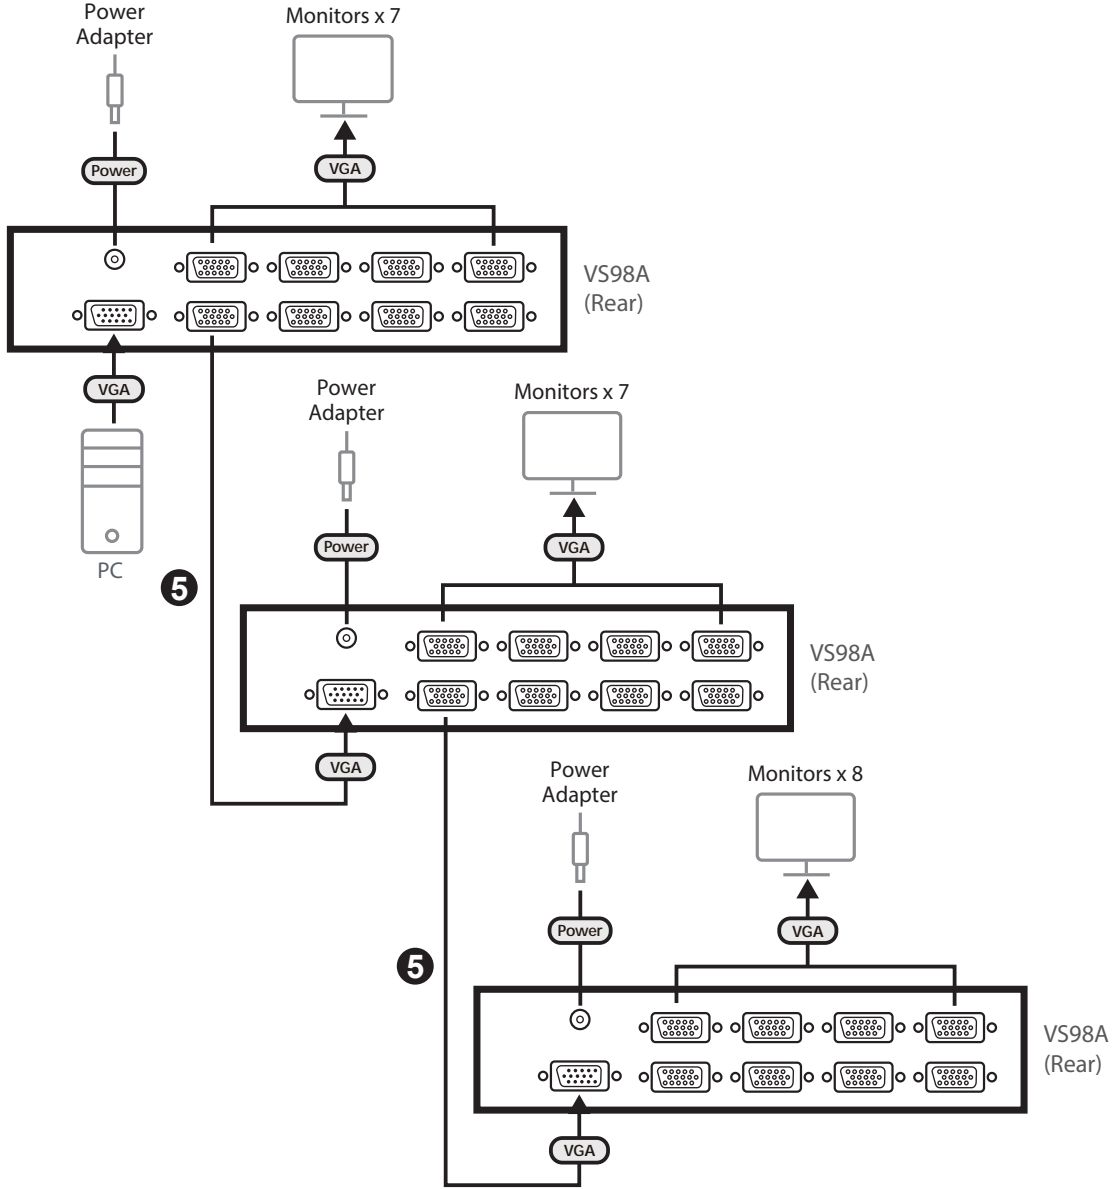 Power
Adapter
Monitors x 7
Power
VGA
VS98A
(Rear)
VGA
PC
Power
Adapter
Monitors x 7
Power
VGA
5
VS98A
(Rear)
VGA
Power
Adapter
Monitors x 8
Power
VGA
5
VS98A
(Rear)
VGA